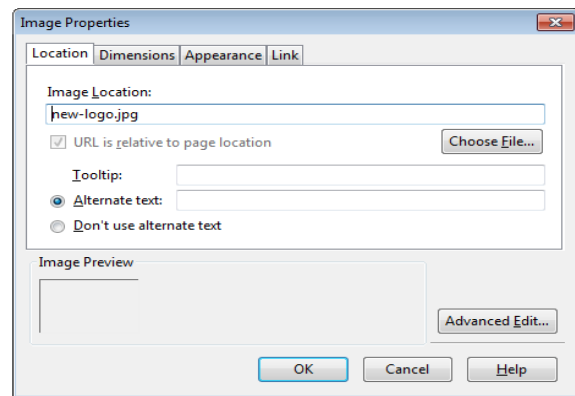 Image Properties
Location Dimensions Appearance Link
Image Location:
new-logo.jpg
URL is relative to page location
Choose File...
Tooltip:
Alternate text:
Don't use alternate text
Image Preview
Advanced Edit...
OK Cancel Help